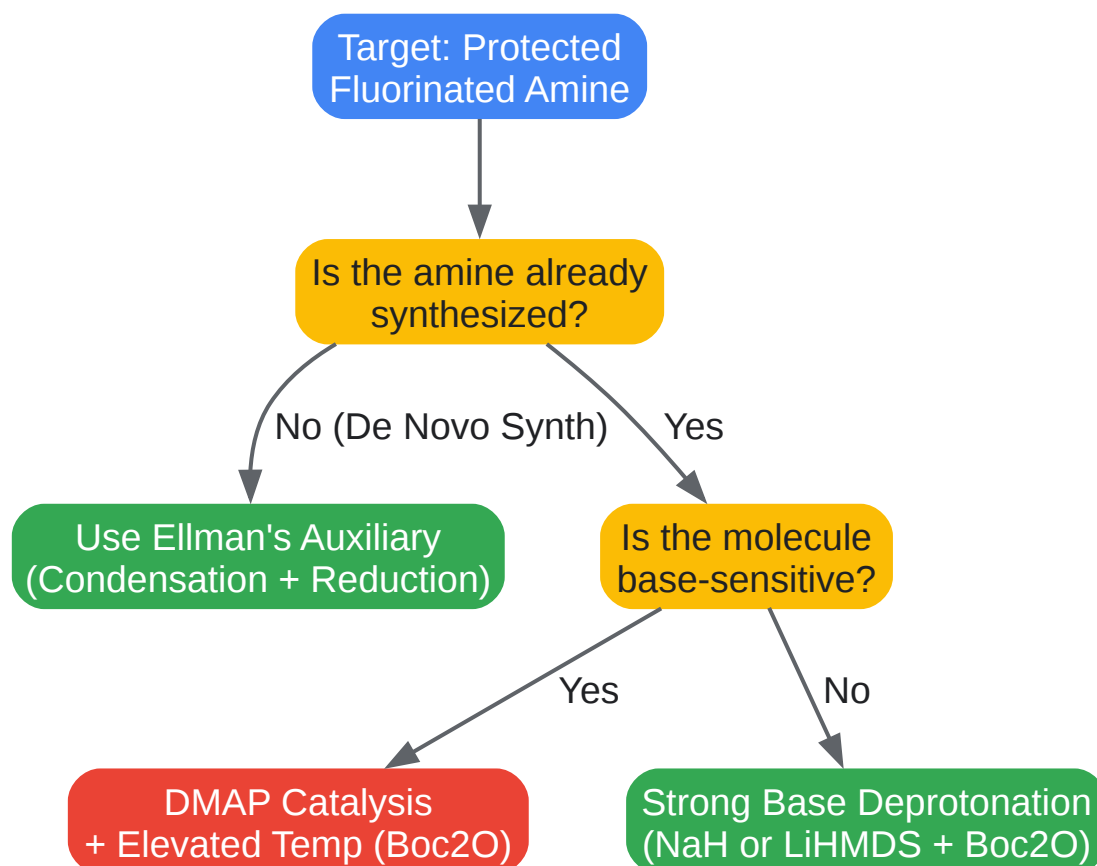 Target: Protected
Fluorinated Amine
Is the amine already
synthesized?
No (De Novo Synth)
Yes
Use Ellman's Auxiliary
(Condensation + Reduction)
Is the molecule
base-sensitive?
Yes
No
DMAP Catalysis
+ Elevated Temp (Boc2O)
Strong Base Deprotonation
(NaH or LiHMDS + Boc2O)